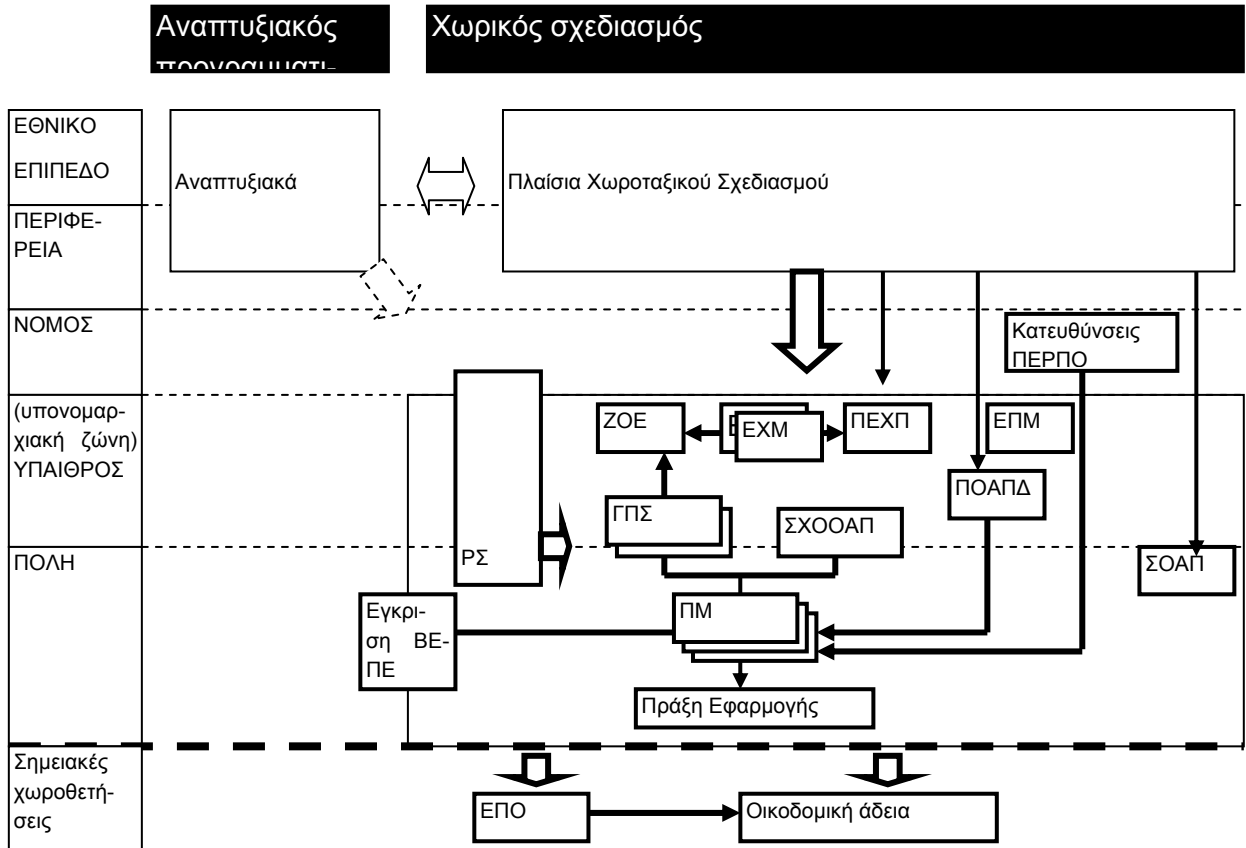 Αναπτυξιακός
προγραμματι-
Χωρικός σχεδιασμός
ΕΘΝΙΚΟ
ΕΠΙΠΕΔΟ
Αναπτυξιακά
Πλαίσια Χωροταξικού Σχεδιασμού
ΠΕΡΙΦΕ-
ΡΕΙΑ
ΝΟΜΟΣ
Κατευθύνσεις
ΠΕΡΠΟ
(υπονομαρ-
χιακή ζώνη)
ΥΠΑΙΘΡΟΣ
ΖΟΕ
ΕΧΜ
ΠΕΧΠ
ΕΠΜ
ΠΟΑΠΔ
ΓΠΣ
ΣΧΟΟΑΠ
ΠΟΛΗ
ΡΣ
ΣΟΑΠ
Εγκρι-
ση ΒΕ-
ΠΕ
ΠΜ
Πράξη Εφαρμογής
Σημειακές
χωροθετή-
σεις
ΕΠΟ
Οικοδομική άδεια